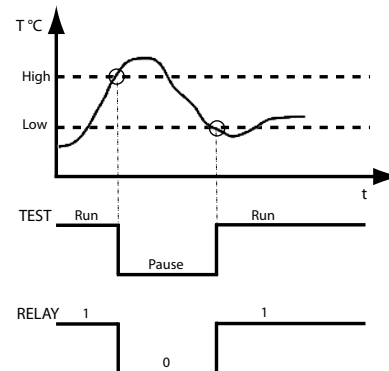 T °C
High
Low
t
TEST Run Run
Pause
RELAY 1 1
0